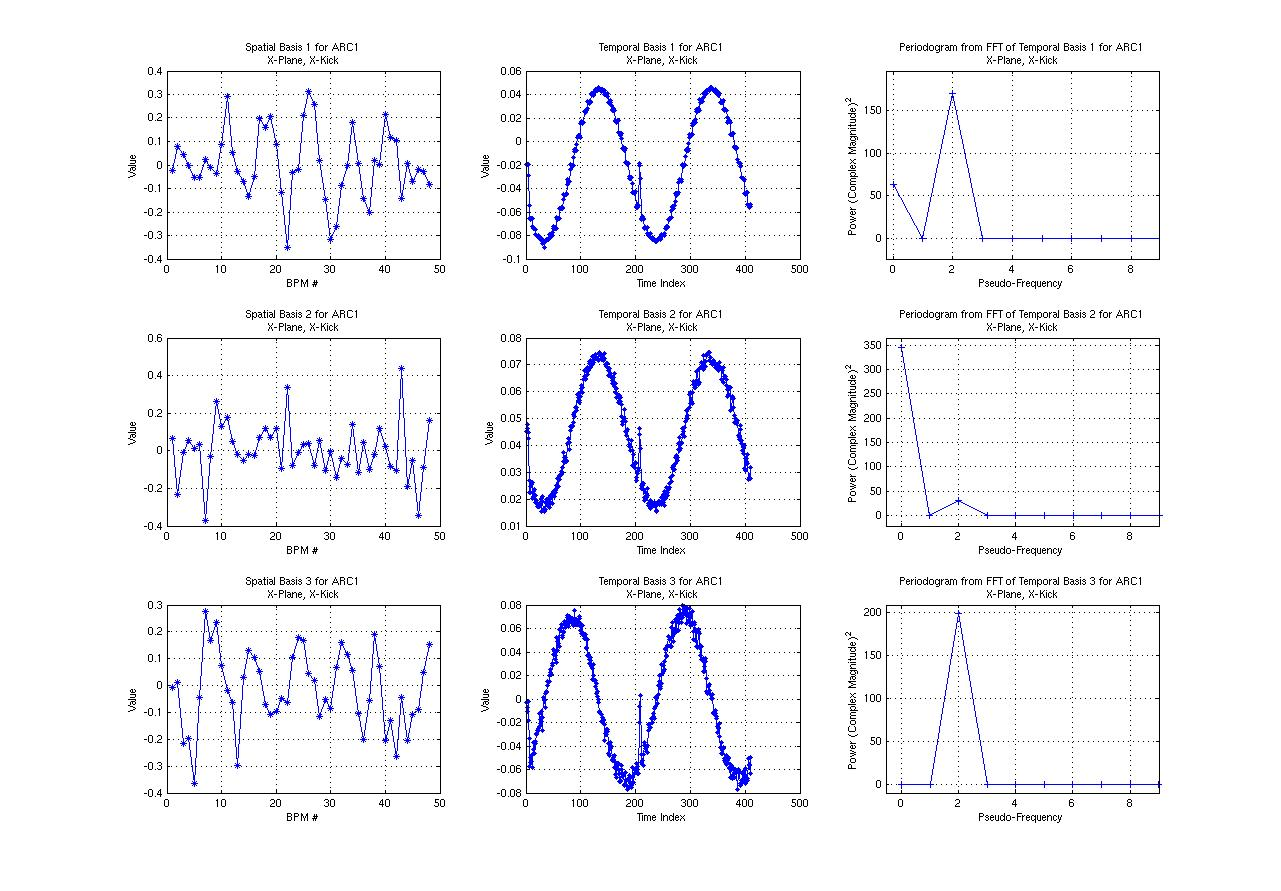 Spatial Basis 1 for ARC1
X-Plane, X-Kick
0.4
0.3
0.2
0.1
0
-0.1
-0.2
-0.3
-0.4
Value
0 10 20 30 40 50
BPM #
Temporal Basis 1 for ARC1
X-Plane, X-Kick
0.06
0.04
0.02
0
-0.02
-0.04
-0.06
-0.08
-0.1
Value
0 100 200 300 400 500
Time Index
Periodogram from FFT of Temporal Basis 1 for ARC1
X-Plane, X-Kick
150
100
50
0
Power (Complex Magnitude)^2
0 2 4 6 8
Pseudo-Frequency
Spatial Basis 2 for ARC1
X-Plane, X-Kick
0.6
0.4
0.2
0
-0.2
-0.4
Value
0 10 20 30 40 50
BPM #
Temporal Basis 2 for ARC1
X-Plane, X-Kick
0.08
0.07
0.06
0.05
0.04
0.03
0.02
0.01
Value
0 100 200 300 400 500
Time Index
Periodogram from FFT of Temporal Basis 2 for ARC1
X-Plane, X-Kick
350
300
250
200
150
100
50
0
Power (Complex Magnitude)^2
0 2 4 6 8
Pseudo-Frequency
Spatial Basis 3 for ARC1
X-Plane, X-Kick
0.3
0.2
0.1
0
-0.1
-0.2
-0.3
-0.4
Value
0 10 20 30 40 50
BPM #
Temporal Basis 3 for ARC1
X-Plane, X-Kick
0.08
0.06
0.04
0.02
0
-0.02
-0.04
-0.06
-0.08
Value
0 100 200 300 400 500
Time Index
Periodogram from FFT of Temporal Basis 3 for ARC1
X-Plane, X-Kick
200
150
100
50
0
Power (Complex Magnitude)^2
0 2 4 6 8
Pseudo-Frequency